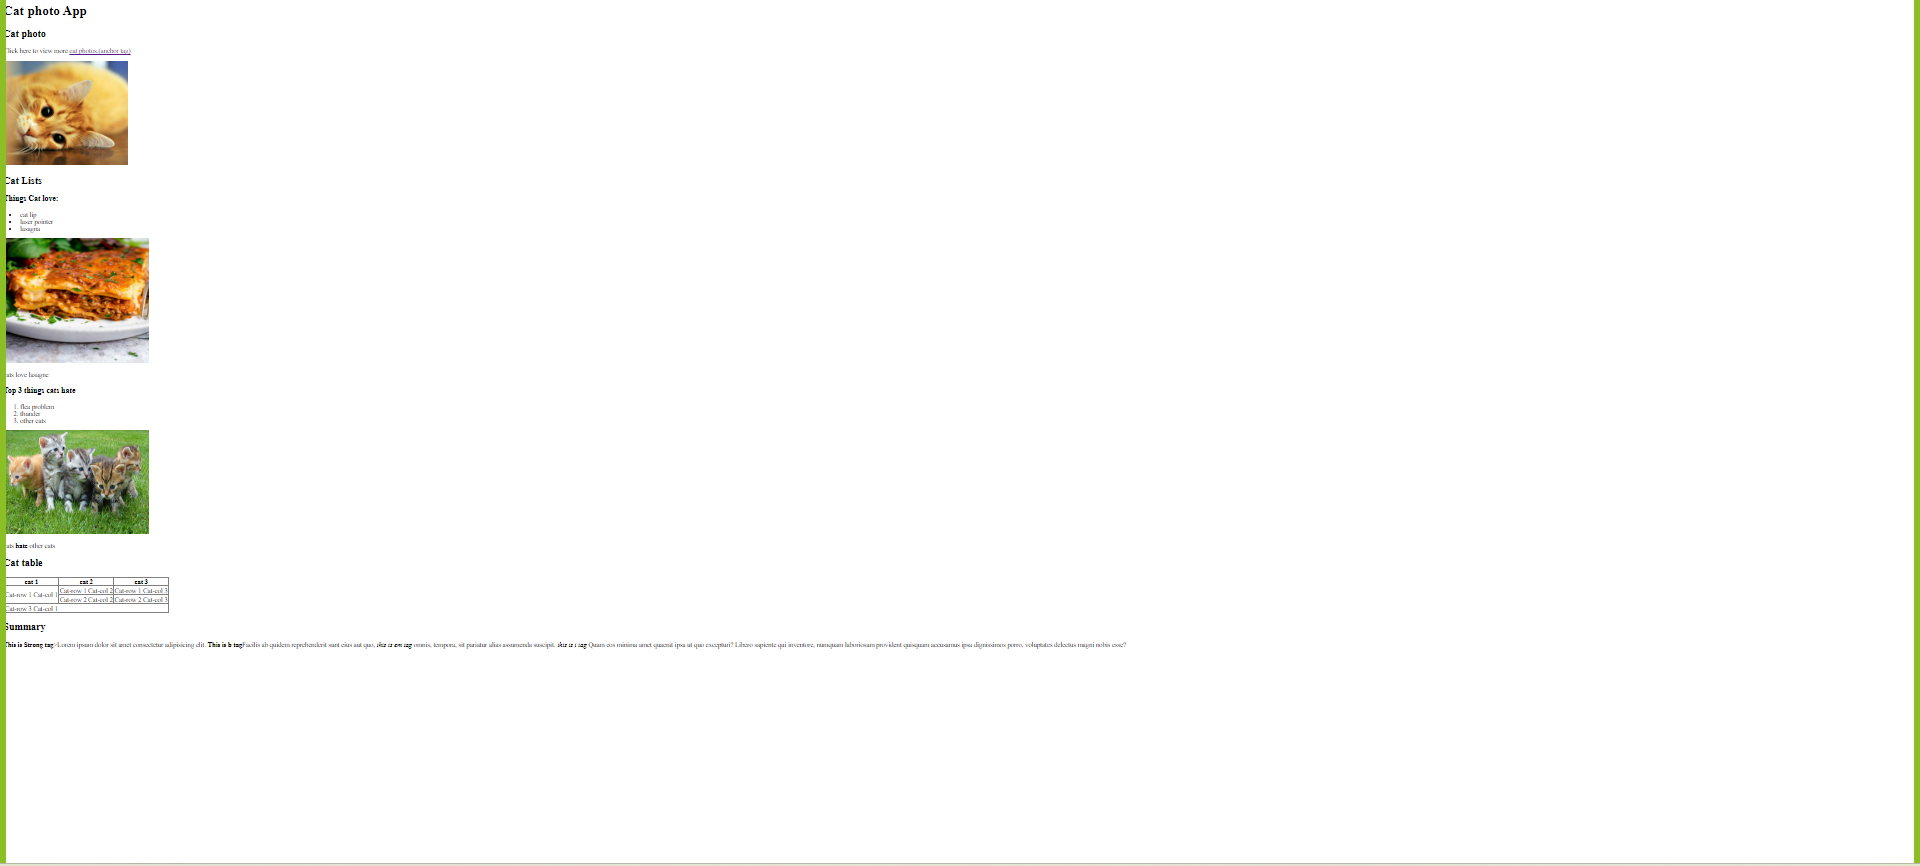 Cat photo App
Cat photo
Click here to view more cat photos.(anchor tag)
Cat Lists
Things Cat love:
cat lip
laser pointer
lasagna
cats love lasagne
Top 3 things cats hate
1. flea problem
2. thunder
3. other cats
cats hate other cats
Cat table
cat 1 cat 2 cat 3
Cat-row 1 Cat-col 1 Cat-row 1 Cat-col 2 Cat-row 1 Cat-col 3
Cat-row 2 Cat-col 2 Cat-row 2 Cat-col 3
Cat-row 3 Cat-col 1
Summary
This is Strong tag>Lorem ipsum dolor sit amet consectetur adipisicing elit. This is b tagFacilis ab quidem reprehenderit sunt eius aut quo, this is em tag omnis, tempora, sit pariatur alias assumenda suscipit. this is i tag Quam eos minima amet quaerat ipsa ut quo excepturi? Libero sapiente qui inventore, numquam laboriosam provident quisquam accusamus ipsa dignissimos porro, voluptates delectus magni nobis esse?